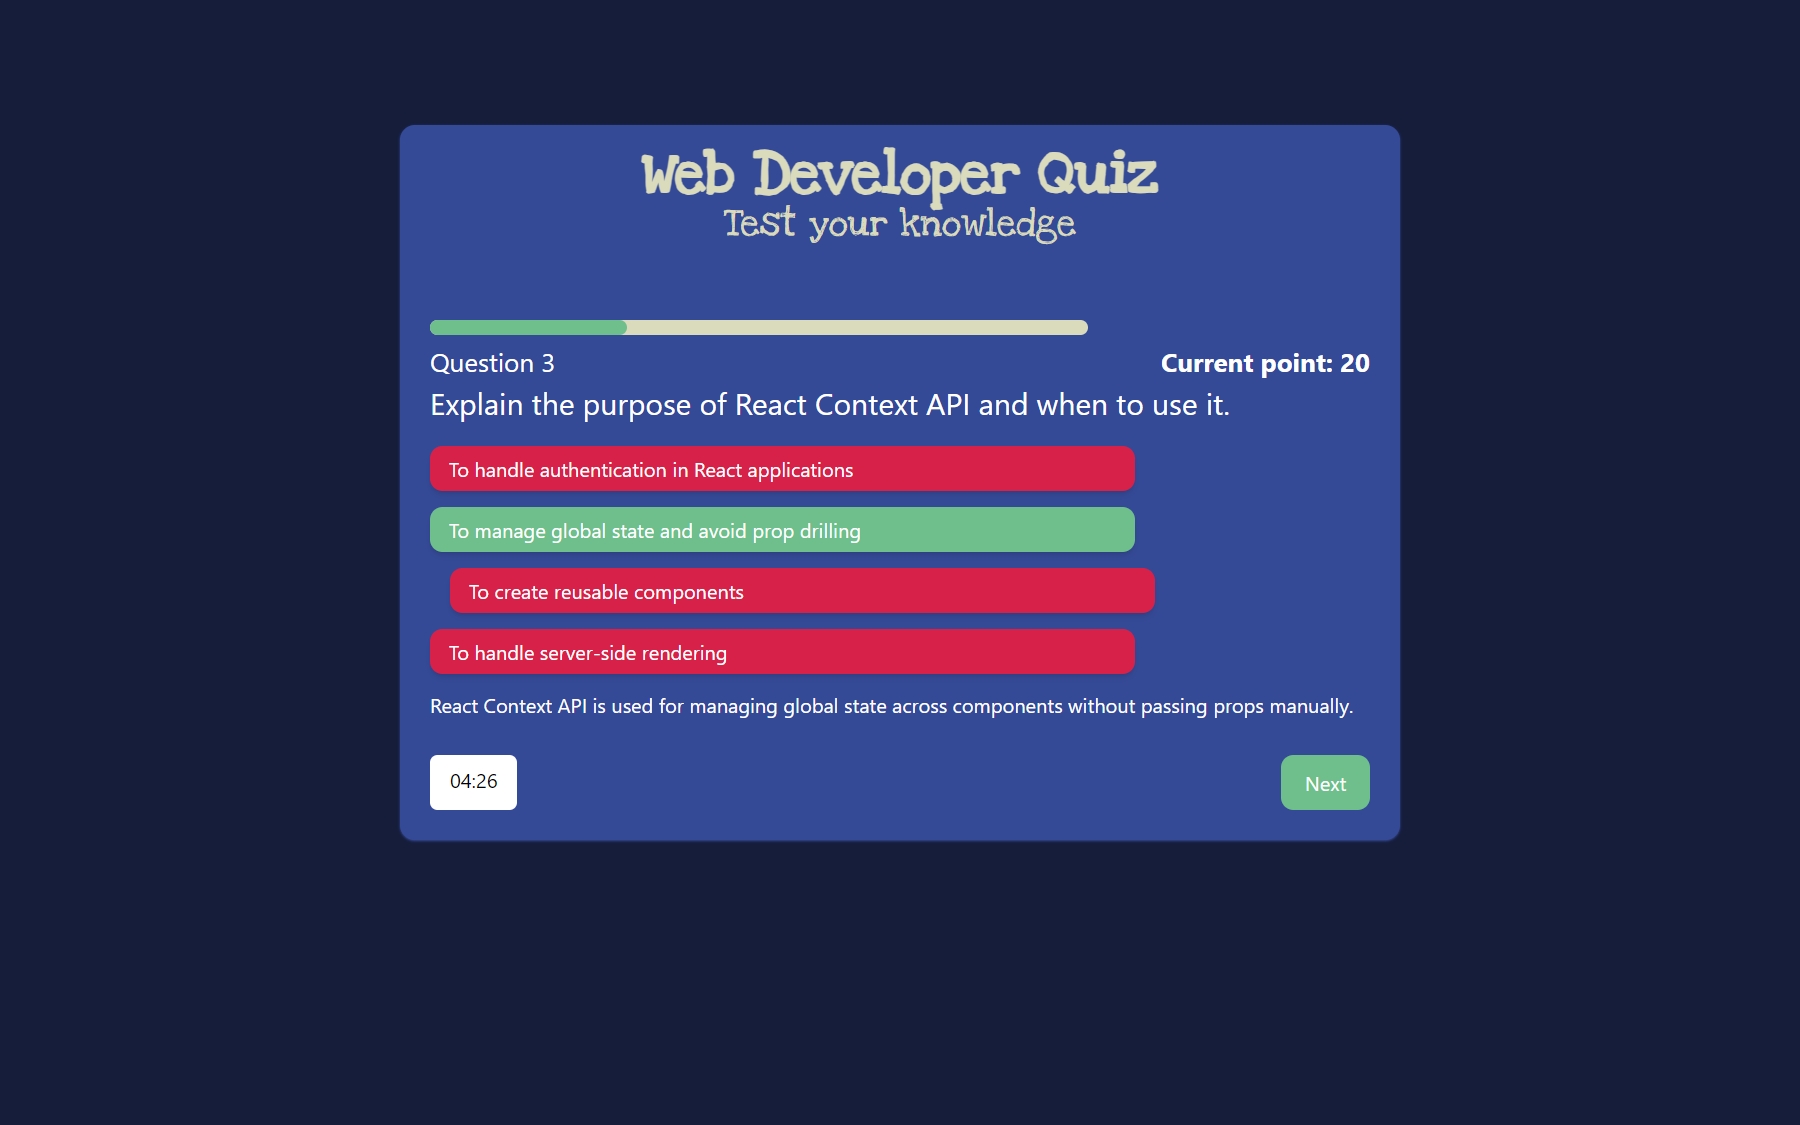 Web Developer Quiz
Test your knowledge
Question 3
Current point: 20
Explain the purpose of React Context API and when to use it.
To handle authentication in React applications
To manage global state and avoid prop drilling
To create reusable components
To handle server-side rendering
React Context API is used for managing global state across components without passing props manually.
04:26
Next